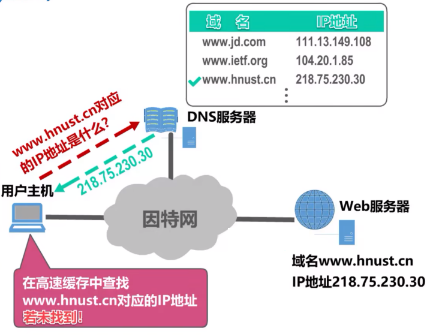 域 名 IP地址
www.jd.com 111.13.149.108
www.ietf.org 104.20.1.85
www.hnust.cn 218.75.230.30
DNS服务器
www.hnust.cn对应
的IP地址是什么?
218.75.230.30
用户主机
因特网
Web服务器
域名www.hnust.cn
IP地址218.75.230.30
在高速缓存中查找
www.hnust.cn对应的IP地址
若未找到!